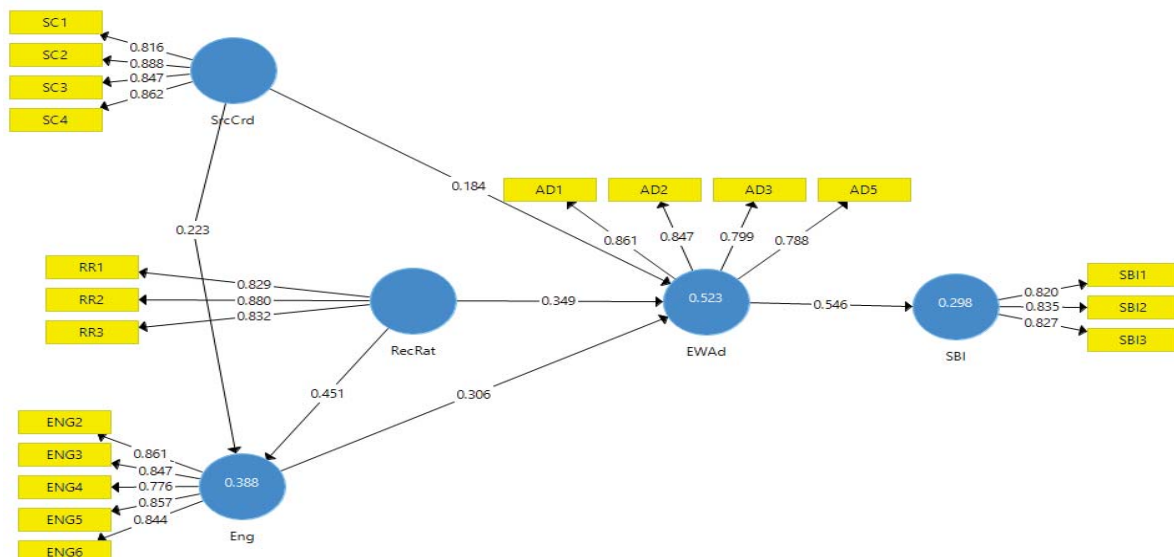 SC1
SC2
SC3
SC4
0.816
0.888
0.847
0.862
SrcCrd
0.184
0.223
AD1
AD2
AD3
AD5
0.861
0.847
0.799
0.788
RR1
RR2
RR3
0.829
0.880
0.832
RecRat
0.349
0.523
EWAd
0.546
0.298
SBI
0.820
0.835
0.827
SBI1
SBI2
SBI3
0.451
0.306
ENG2
ENG3
ENG4
ENG5
ENG6
0.861
0.847
0.776
0.857
0.844
0.388
Eng